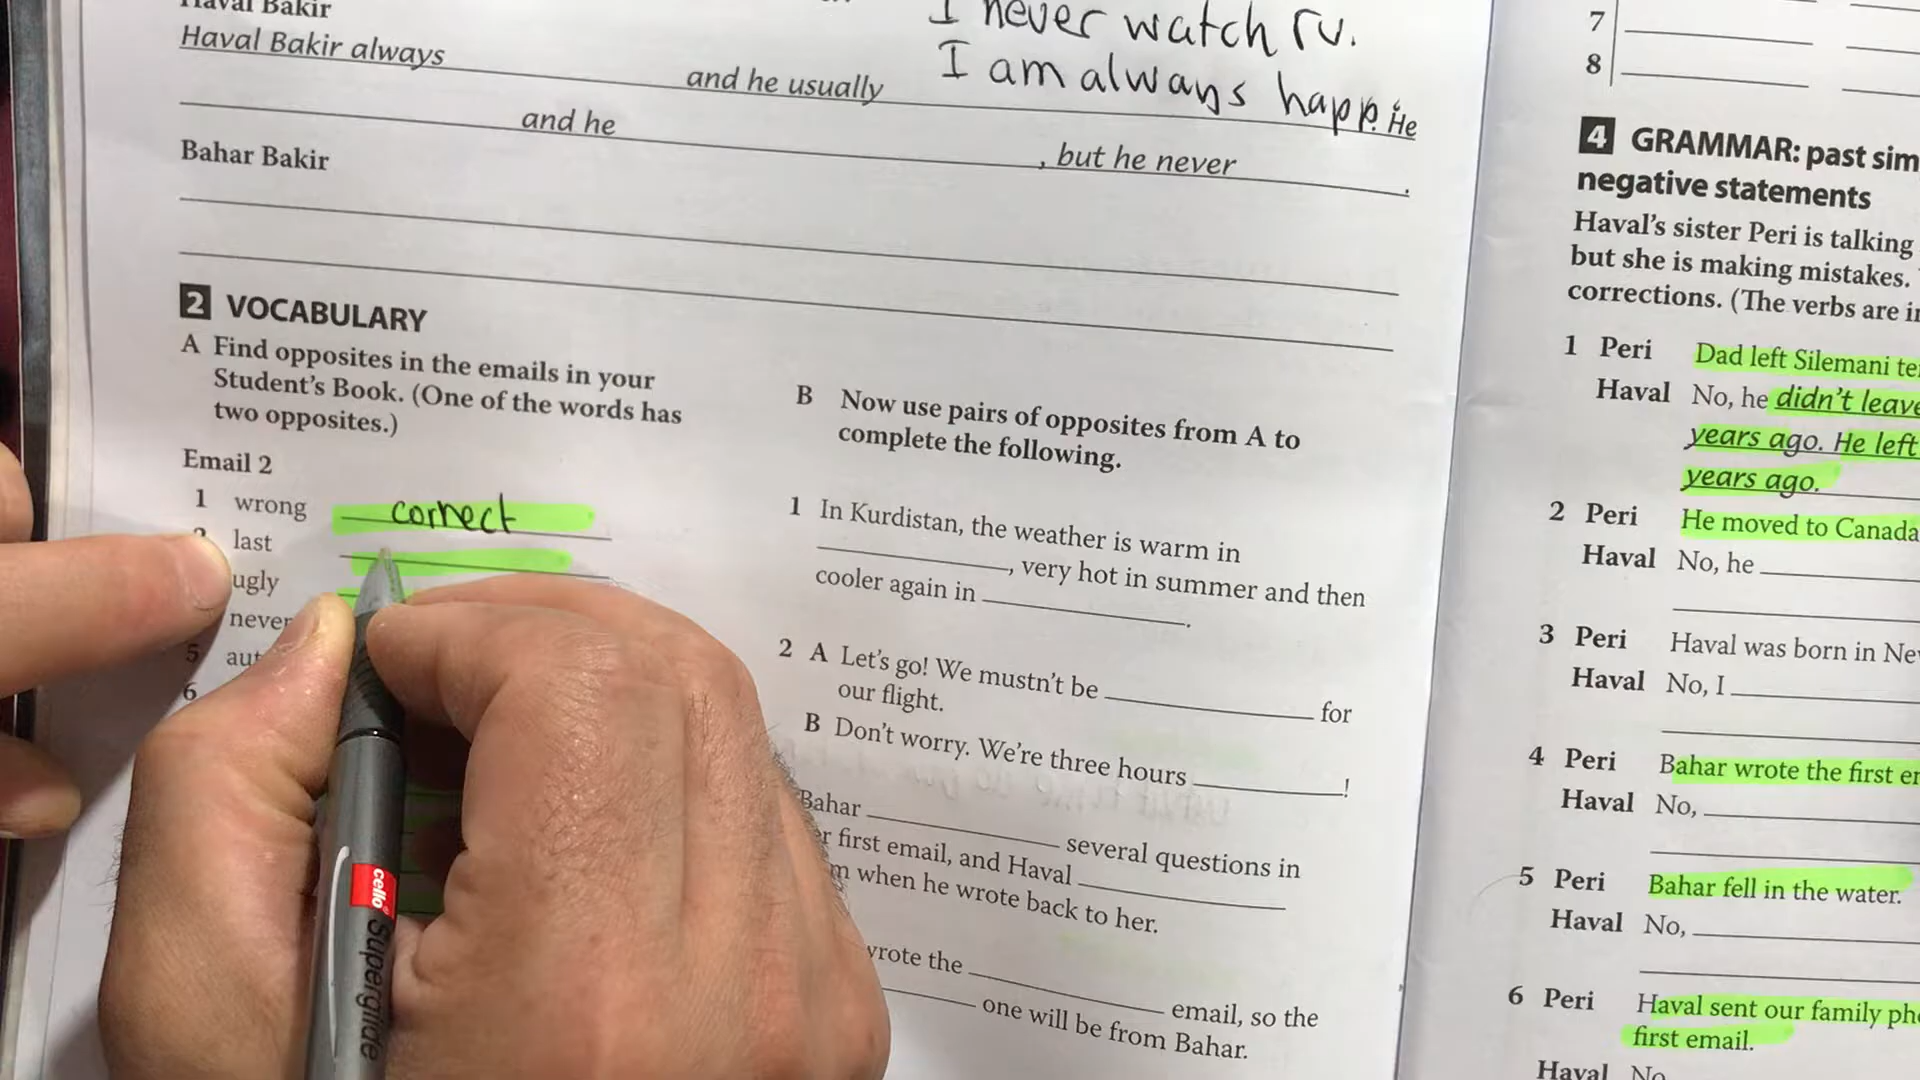 Haval Bakir
I never watch TV.
I am always happ.
Haval Bakir always and he usually He
and he , but he never .
Bahar Bakir
2 VOCABULARY
A Find opposites in the emails in your
Student's Book. (One of the words has
two opposites.)
Email 2
1 wrong correct
last
ugly
never
5
6
B Now use pairs of opposites from A to
complete the following.
1 In Kurdistan, the weather is warm in
, very hot in summer and then
cooler again in .
2 A Let's go! We mustn't be for
our flight.
B Don't worry. We're three hours !
Bahar several questions in
first email, and Haval
when he wrote back to her.
wrote the email, so the
one will be from Bahar.
cello
Superglide
7
8
4 GRAMMAR: past sim
negative statements
Haval's sister Peri is talking
but she is making mistakes.
corrections. (The verbs are in
1 Peri Dad left Silemani te
Haval No, he didn't leave
years ago. He left
years ago.
2 Peri He moved to Canada
Haval No, he
3 Peri Haval was born in Ne
Haval No, I
4 Peri Bahar wrote the first em
Haval No,
5 Peri Bahar fell in the water.
Haval No,
6 Peri Haval sent our family pho
first email.
Haval No